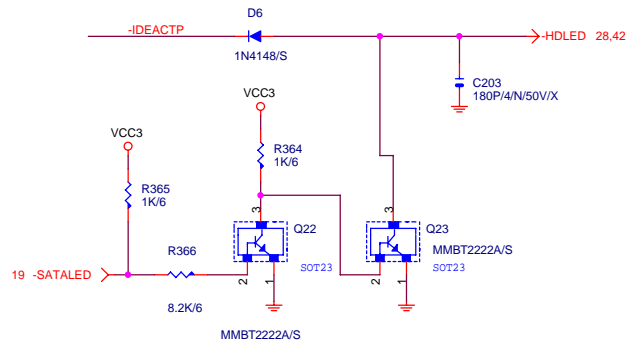 D6
-IDEACTP
-HDLED 28,42
1N4148/S
C203
180P/4/N/50V/X
VCC3
VCC3
R364
1K/6
R365
1K/6
3
3
Q22
Q23
R366
MMBT2222A/S
SOT23
SOT23
19 -SATALED
2
1
2
1
8.2K/6
MMBT2222A/S